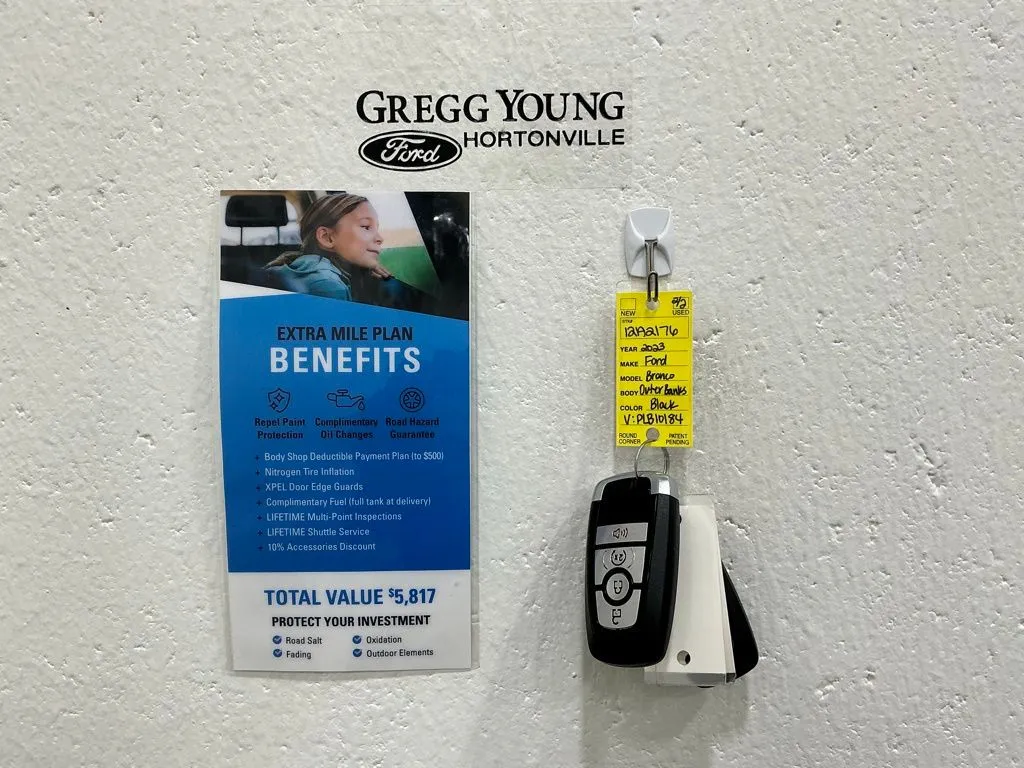 GREGG YOUNG
Ford HORTONVILLE
EXTRA MILE PLAN
BENEFITS
Repel Paint Protection
Complimentary Oil Changes
Road Hazard Guarantee
+ Body Shop Deductible Payment Plan (to $500)
+ Nitrogen Tire Inflation
+ XPEL Door Edge Guards
+ Complimentary Fuel (full tank at delivery)
+ LIFETIME Multi-Point Inspections
+ LIFETIME Shuttle Service
+ 10% Accessories Discount
TOTAL VALUE $5,817
PROTECT YOUR INVESTMENT
Road Salt
Oxidation
Fading
Outdoor Elements
NEW USED
STK#
12A2176
YEAR 2023
MAKE Ford
MODEL Bronco
BODY Outer Banks
COLOR Black
V: PLB10184
ROUND CORNER
PATENT PENDING
2X